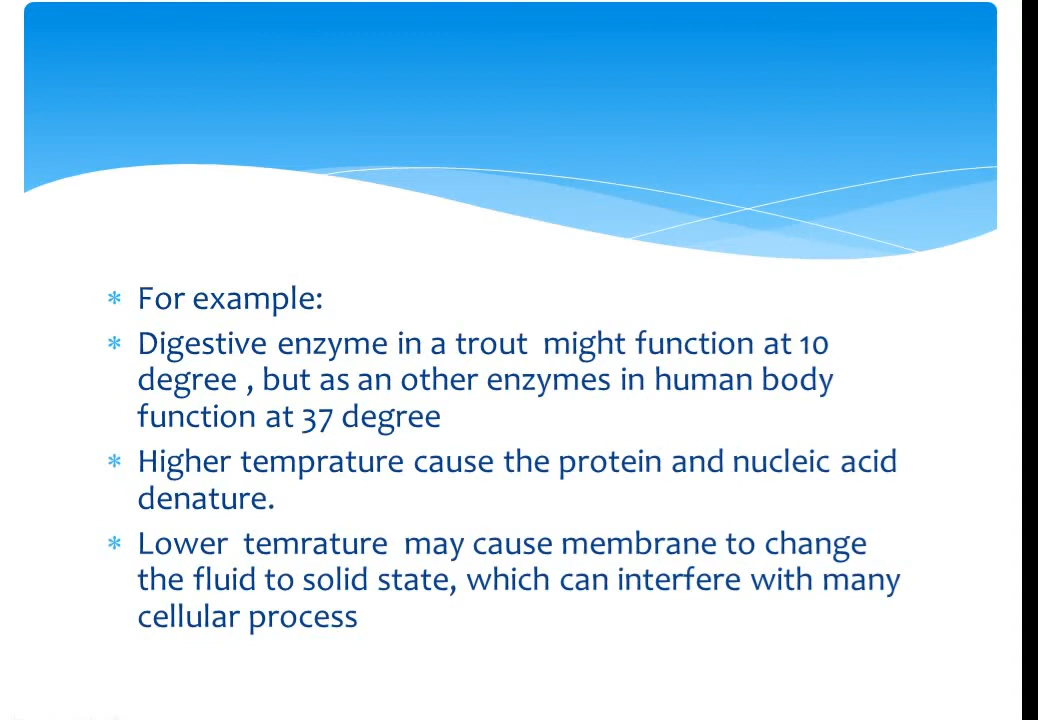 * For example:
* Digestive enzyme in a trout might function at 10
degree , but as an other enzymes in human body
function at 37 degree
* Higher temprature cause the protein and nucleic acid
denature.
* Lower temrature may cause membrane to change
the fluid to solid state, which can interfere with many
cellular process